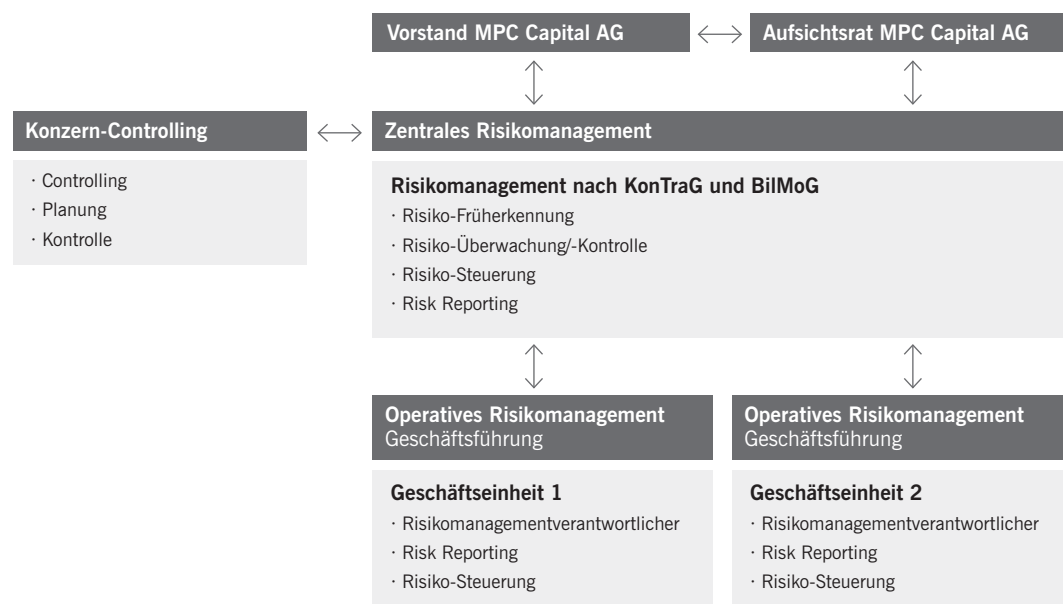 Vorstand MPC Capital AG
Aufsichtsrat MPC Capital AG
Konzern-Controlling
· Controlling
· Planung
· Kontrolle
Zentrales Risikomanagement
Risikomanagement nach KonTraG und BilMoG
· Risiko-Früherkennung
· Risiko-Überwachung/-Kontrolle
· Risiko-Steuerung
· Risk Reporting
Operatives Risikomanagement
Geschäftsführung
Geschäftseinheit 1
· Risikomanagementverantwortlicher
· Risk Reporting
· Risiko-Steuerung
Operatives Risikomanagement
Geschäftsführung
Geschäftseinheit 2
· Risikomanagementverantwortlicher
· Risk Reporting
· Risiko-Steuerung